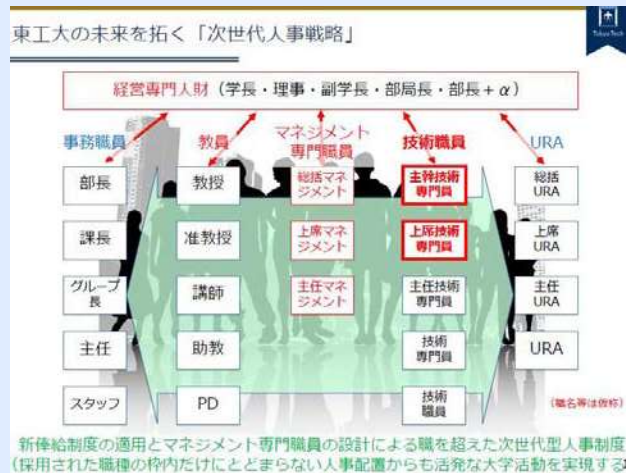 東工大の未来を拓く「次世代人事戦略」
Tokyo Tech
経営専門人財(学長・理事・副学長・部局長・部長+α)
事務職員
教員
マネジメント
専門職員
技術職員
URA
部長
教授
総括マネ
ジメント
主幹技術
専門員
総括
URA
課長
准教授
上席マネ
ジメント
上席技術
専門員
上席
URA
グループ
長
講師
主任マネ
ジメント
主任技術
専門員
主任
URA
主任
助教
技術
専門員
URA
スタッフ
PD
技術
職員
(職名等は仮称)
新俸給制度の適用とマネジメント専門職員の設計による職を超えた次世代型人事制度
(採用された職種の枠内だけにとどまらない人事配置からも活発な大学活動を実現する